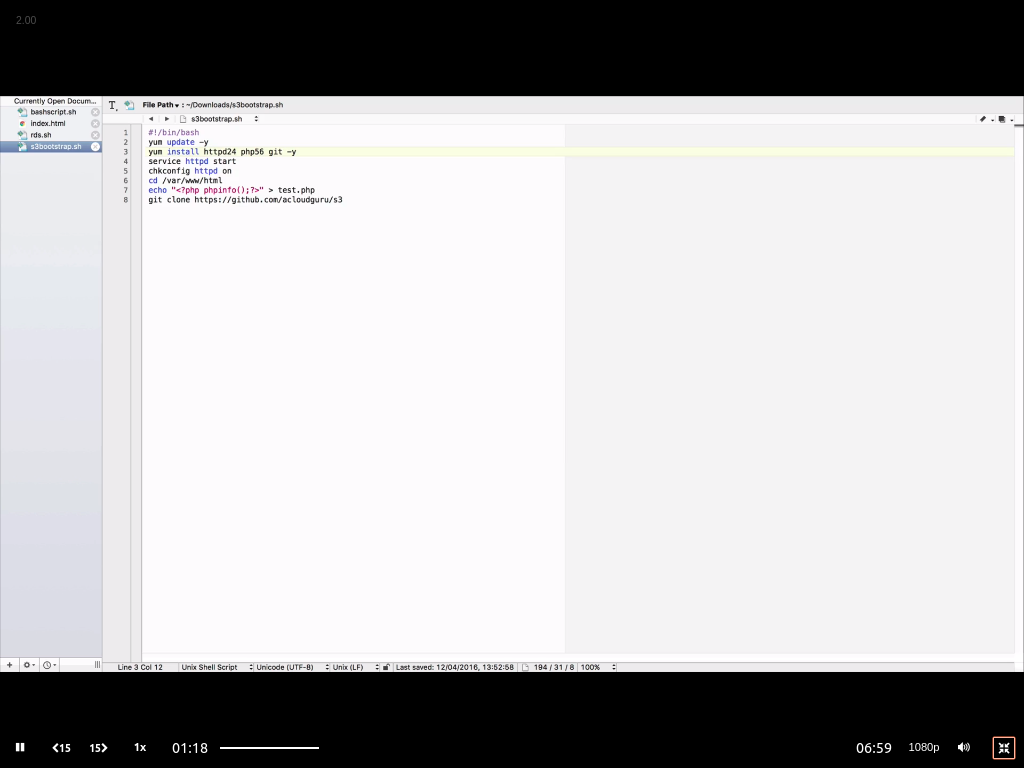 2.00
Currently Open Docum...
bashscript.sh
index.html
rds.sh
s3bootstrap.sh
File Path ▾ : ~/Downloads/s3bootstrap.sh
s3bootstrap.sh
1 #!/bin/bash
2 yum update -y
3 yum install httpd24 php56 git -y
4 service httpd start
5 chkconfig httpd on
6 cd /var/www/html
7 echo "<?php phpinfo();?>" > test.php
8 git clone https://github.com/acloudguru/s3
Line 3 Col 12 Unix Shell Script Unicode (UTF-8) Unix (LF) Last saved: 12/04/2016, 13:52:58 194 / 31 / 8 100%
15 15 1x 01:18 06:59 1080p